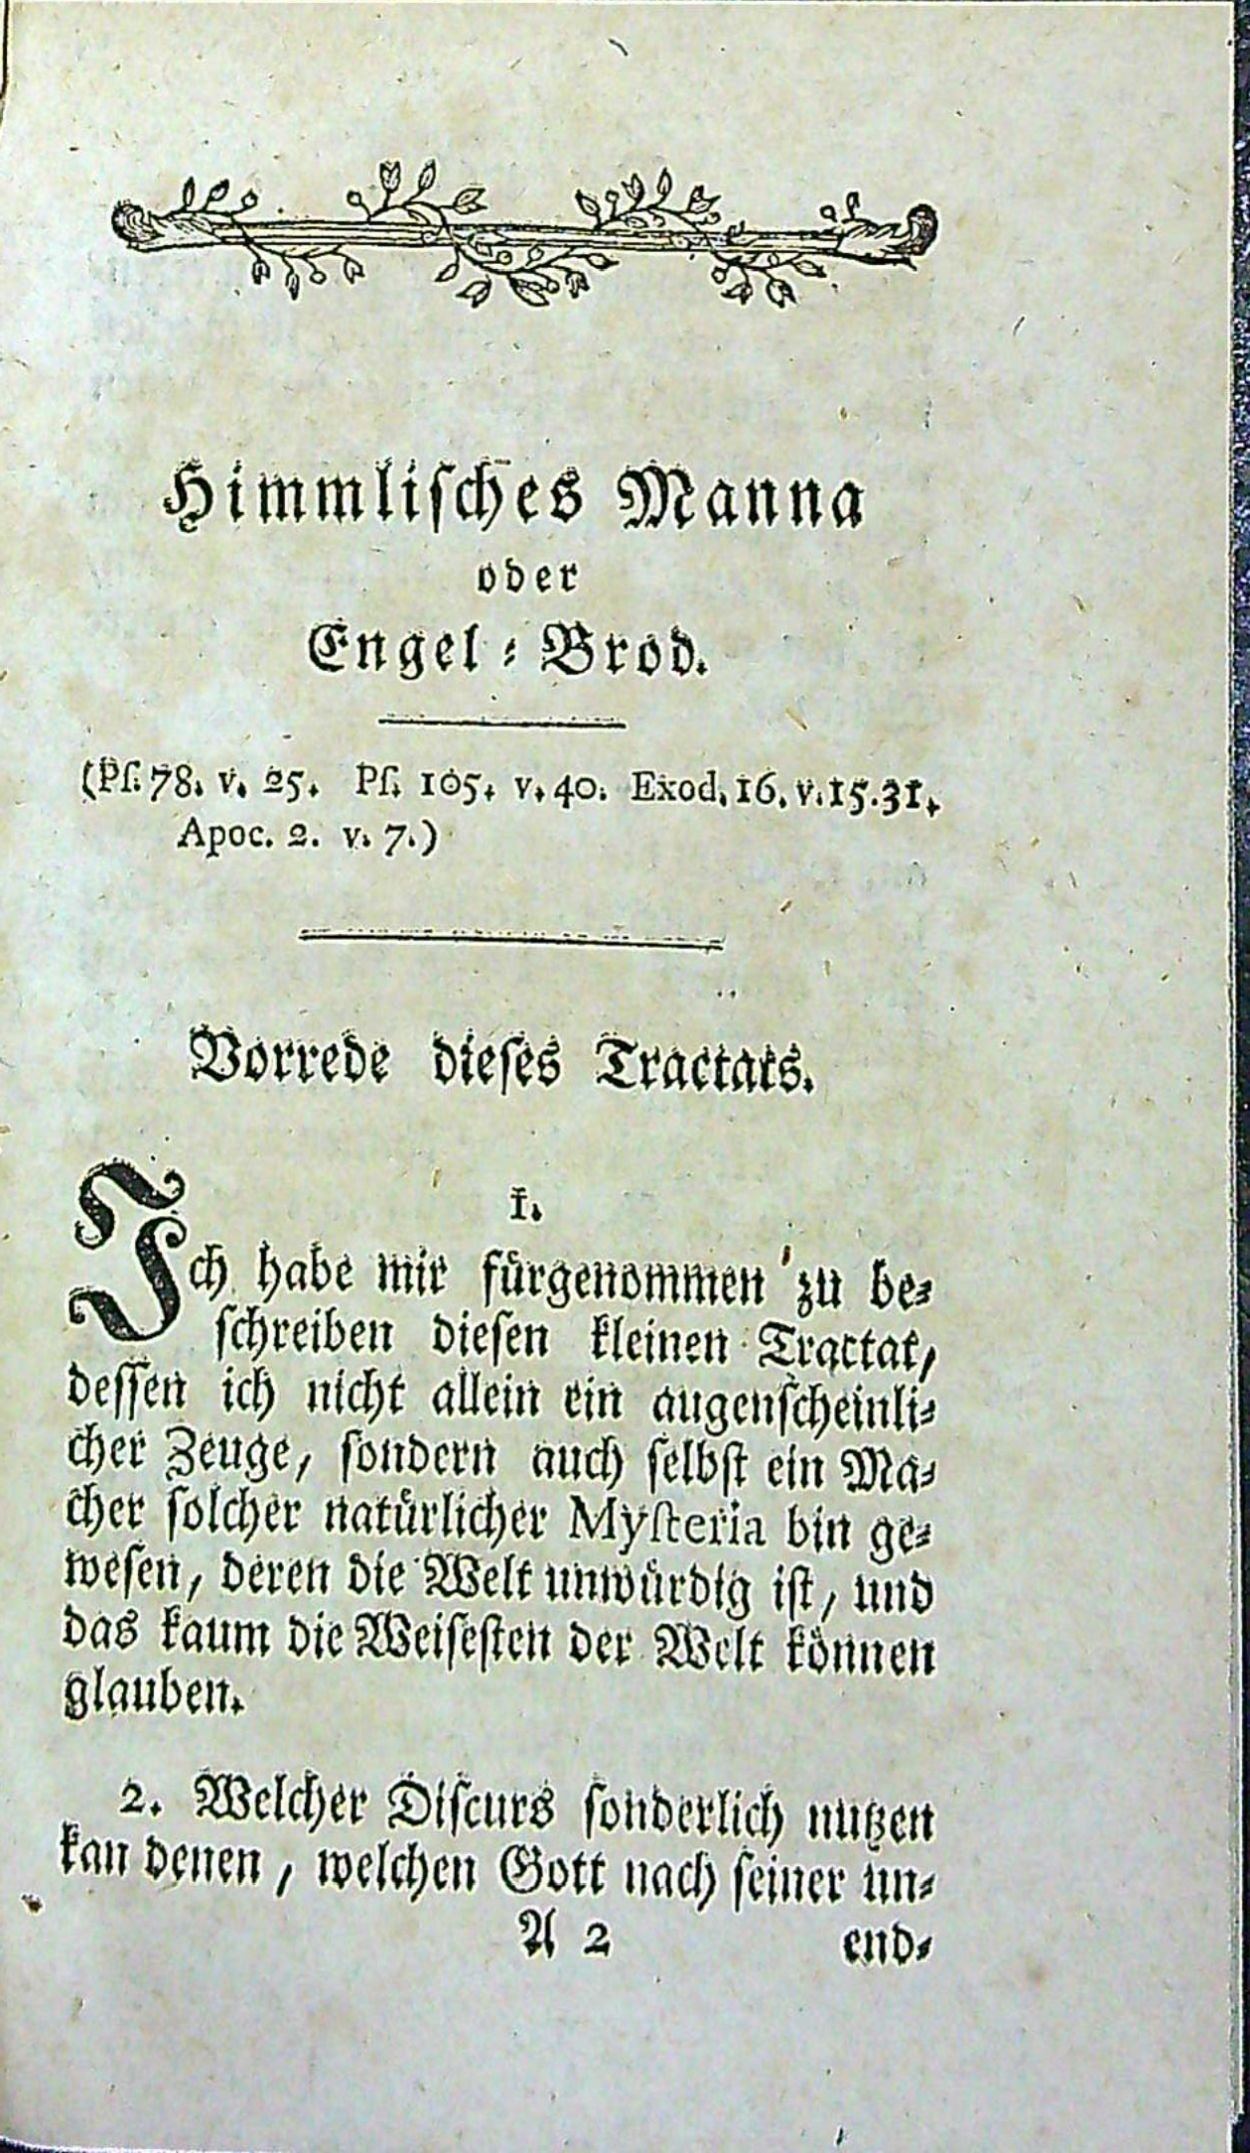 Himmliſches Manna
oder
Engel⸗Brod.
(Pſ. 78. v. 25. Pſ. 105. v. 40. Exod. 16. v. 15. 31.
Apoc. 2. v. 7.)
Vorrede dieſes Tractats.
1.
Ich habe mir fürgenommen zu be⸗
ſchreiben dieſen kleinen Tractat,
deſſen ich nicht allein ein augenſcheinli⸗
cher Zeuge, ſondern auch ſelbſt ein Ma⸗
cher ſolcher natürlicher Myſteria bin ge⸗
weſen, deren die Welt unwürdig iſt, und
das kaum die Weiſeſten der Welt können
glauben.
2. Welcher Diſcurs ſonderlich nutzen
kan denen, welchen Gott nach ſeiner un⸗
A 2 end⸗